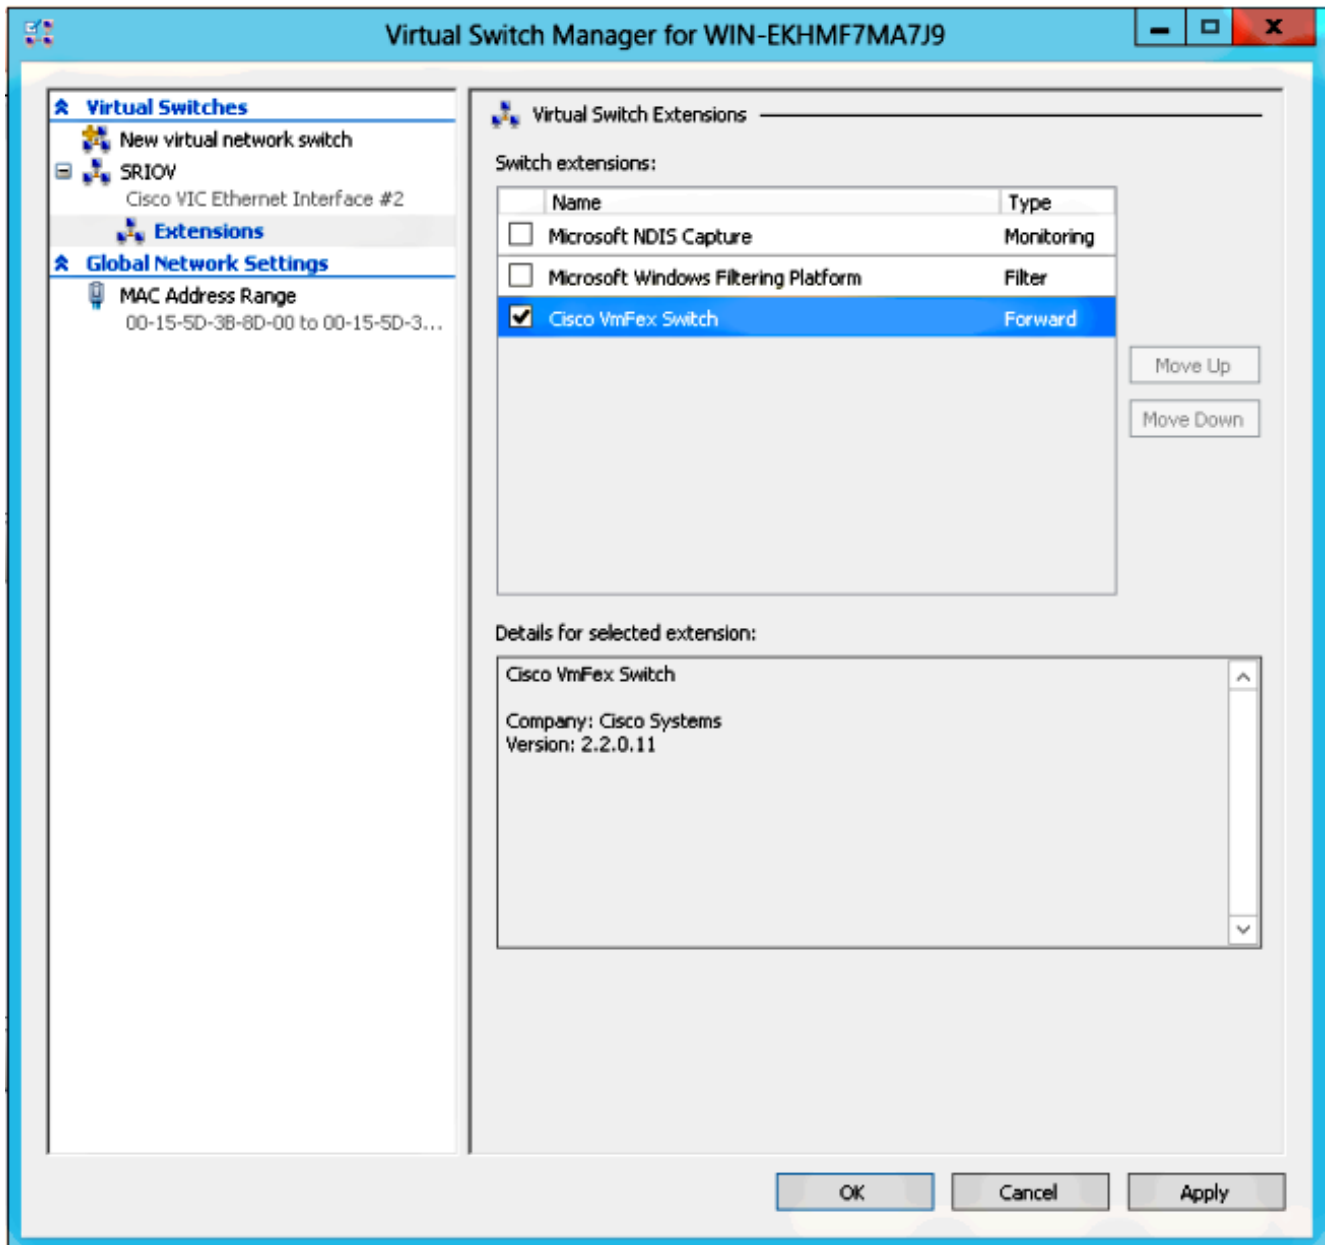 Virtual Switch Manager for WIN-EKHMF7MA7J9
Virtual Switches
New virtual network switch
SRIOV
Cisco VIC Ethernet Interface #2
Extensions
Global Network Settings
MAC Address Range
00-15-5D-3B-8D-00 to 00-15-5D-3...
Virtual Switch Extensions
Switch extensions:
Name Type
Microsoft NDIS Capture Monitoring
Microsoft Windows Filtering Platform Filter
Cisco VmFex Switch Forward
Move Up
Move Down
Details for selected extension:
Cisco VmFex Switch
Company: Cisco Systems
Version: 2.2.0.11
OK Cancel Apply